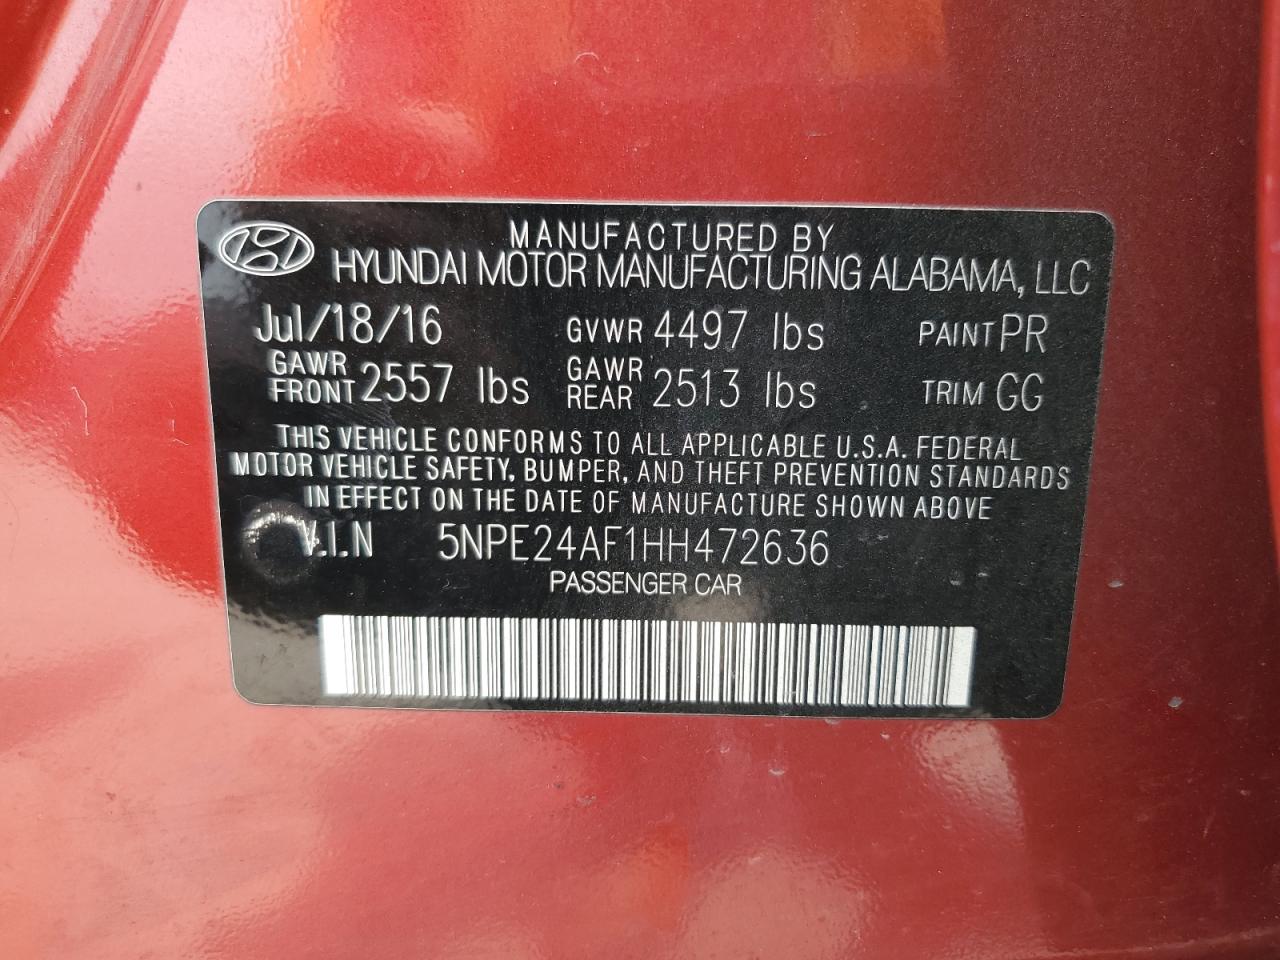 MANUFACTURED BY
HYUNDAI MOTOR MANUFACTURING ALABAMA, LLC
Jul/18/16 GVWR 4497 lbs PAINT PR
GAWR FRONT 2557 lbs GAWR REAR 2513 lbs TRIM GG
THIS VEHICLE CONFORMS TO ALL APPLICABLE U.S.A. FEDERAL
MOTOR VEHICLE SAFETY, BUMPER, AND THEFT PREVENTION STANDARDS
IN EFFECT ON THE DATE OF MANUFACTURE SHOWN ABOVE
V.I.N 5NPE24AF1HH472636
PASSENGER CAR